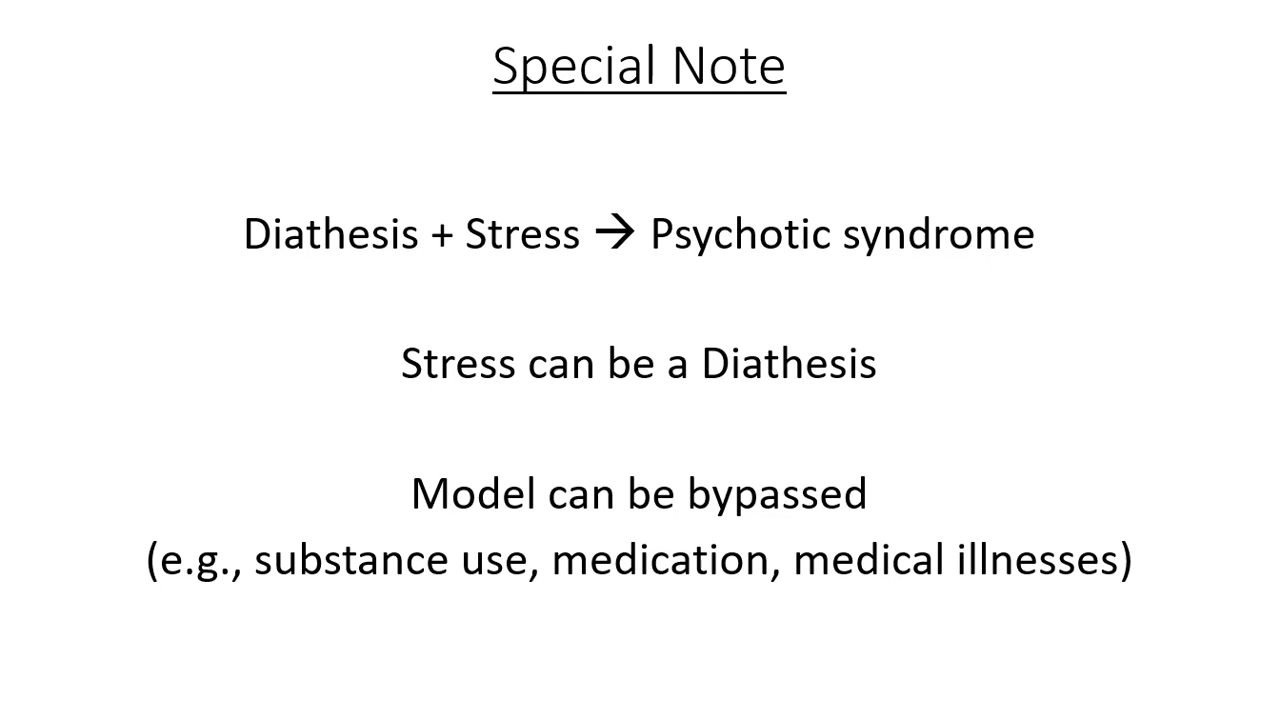 Special Note
Diathesis + Stress → Psychotic syndrome
Stress can be a Diathesis
Model can be bypassed
(e.g., substance use, medication, medical illnesses)